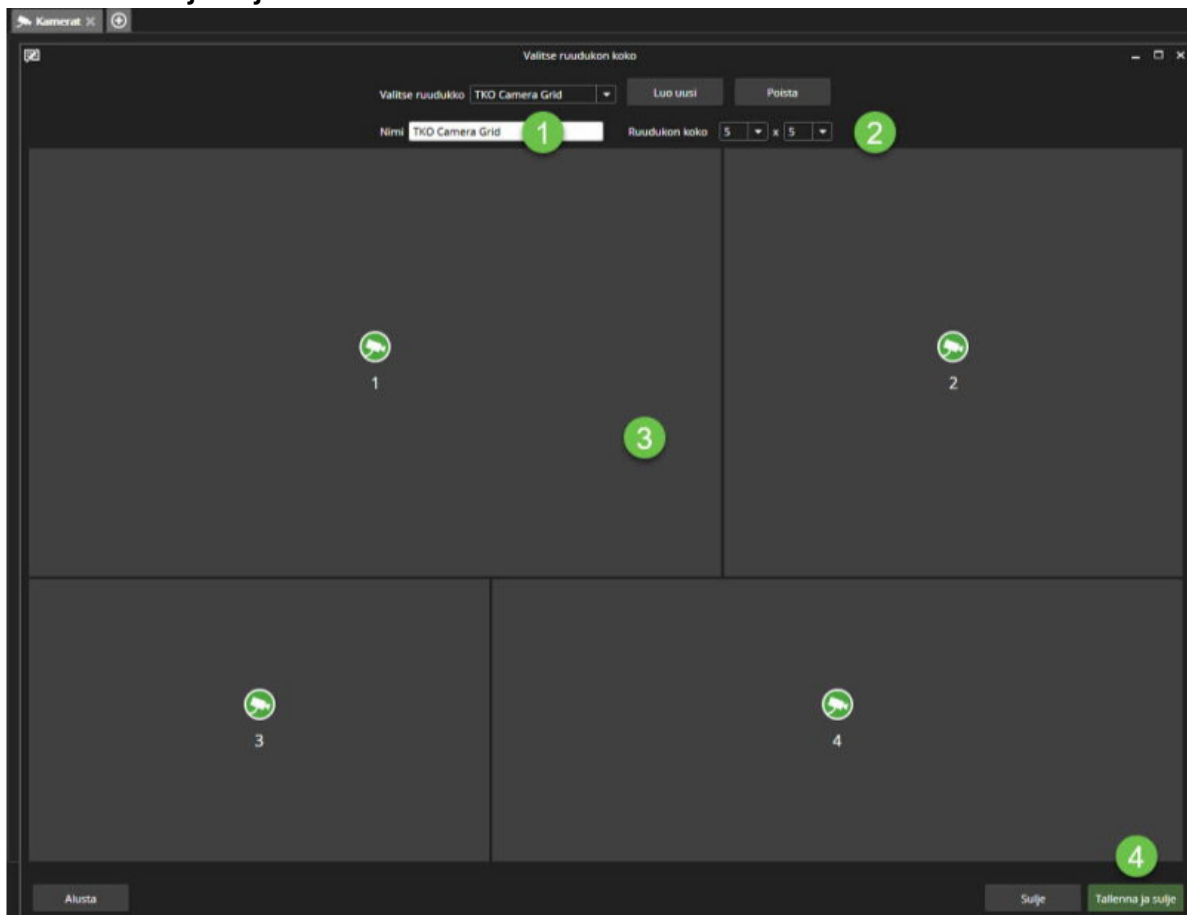 Kamerat
Valitse ruudukon koko
Valitse ruudukko TKO Camera Grid Luo uusi Poista
Nimi TKO Camera Grid 1 Ruudukon koko 5 x 5 2
1
2
3
3
4
4
Alusta Sulje Tallenna ja sulje